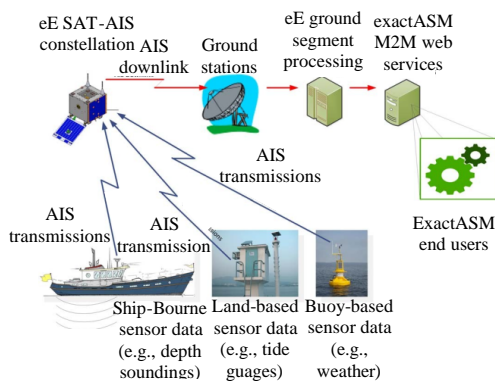 eE SAT-AIS
constellation
AIS
downlink
Ground
stations
eE ground
segment
processing
exactASM
M2M web
services
AIS
transmissions
ExactASM
end users
AIS
transmissions
AIS
transmission
Ship-Bourne
sensor data
(e.g., depth
soundings)
Land-based
sensor data
(e.g., tide
guages)
Buoy-based
sensor data
(e.g.,
weather)